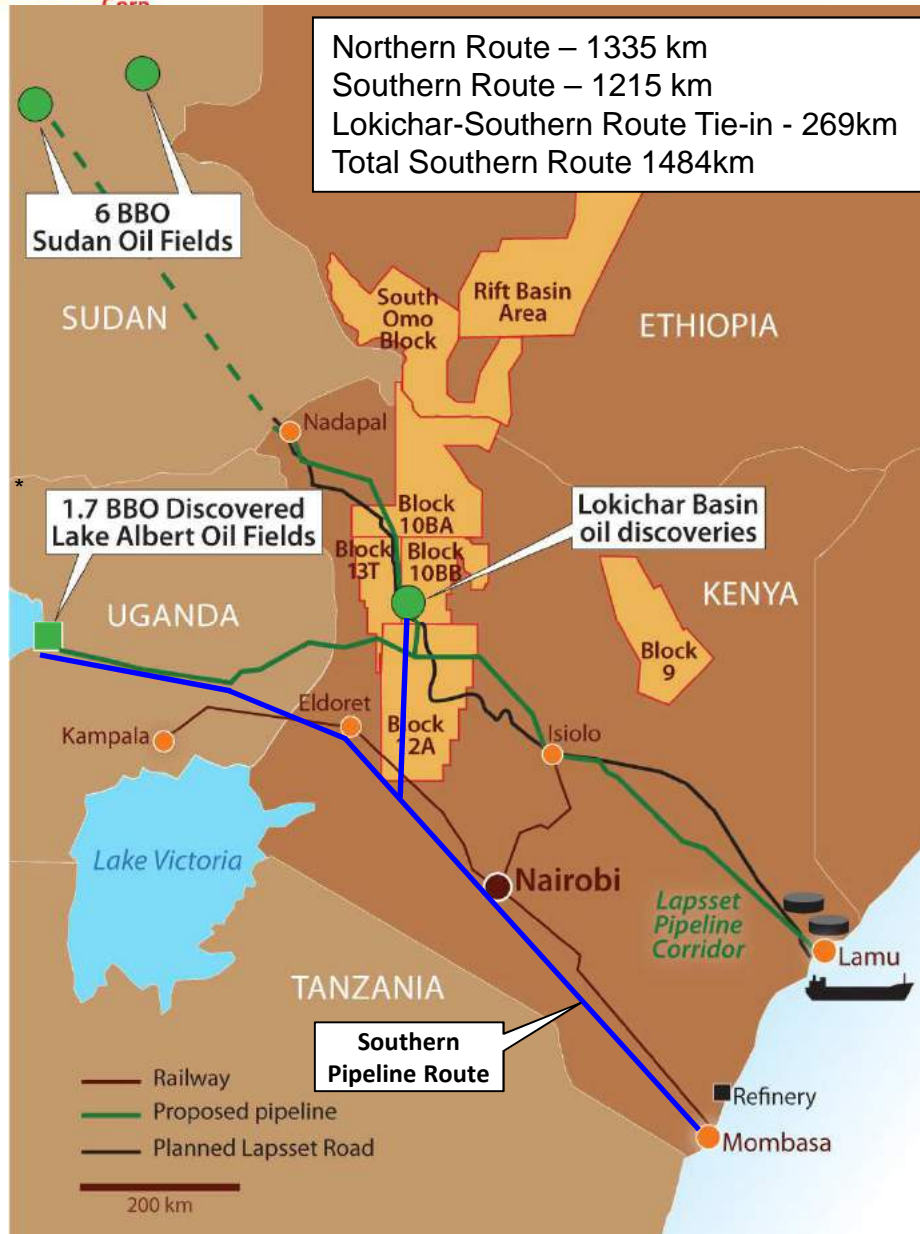 Corp
Northern Route – 1335 km
Southern Route – 1215 km
Lokichar-Southern Route Tie-in - 269km
Total Southern Route 1484km
6 BBO
Sudan Oil Fields
SUDAN
South
Omo
Block
Rift Basin
Area
ETHIOPIA
Nadapal
*
1.7 BBO Discovered
Lake Albert Oil Fields
Block
10BA
Lokichar Basin
oil discoveries
Block
13T
Block
10BB
UGANDA
KENYA
Block
9
Eldoret
Kampala
Block
12A
Isiolo
Lake Victoria
Nairobi
Lapsset
Pipeline
Corridor
Lamu
TANZANIA
Southern
Pipeline Route
Railway
Proposed pipeline
Planned Lapsset Road
200 km
Refinery
Mombasa